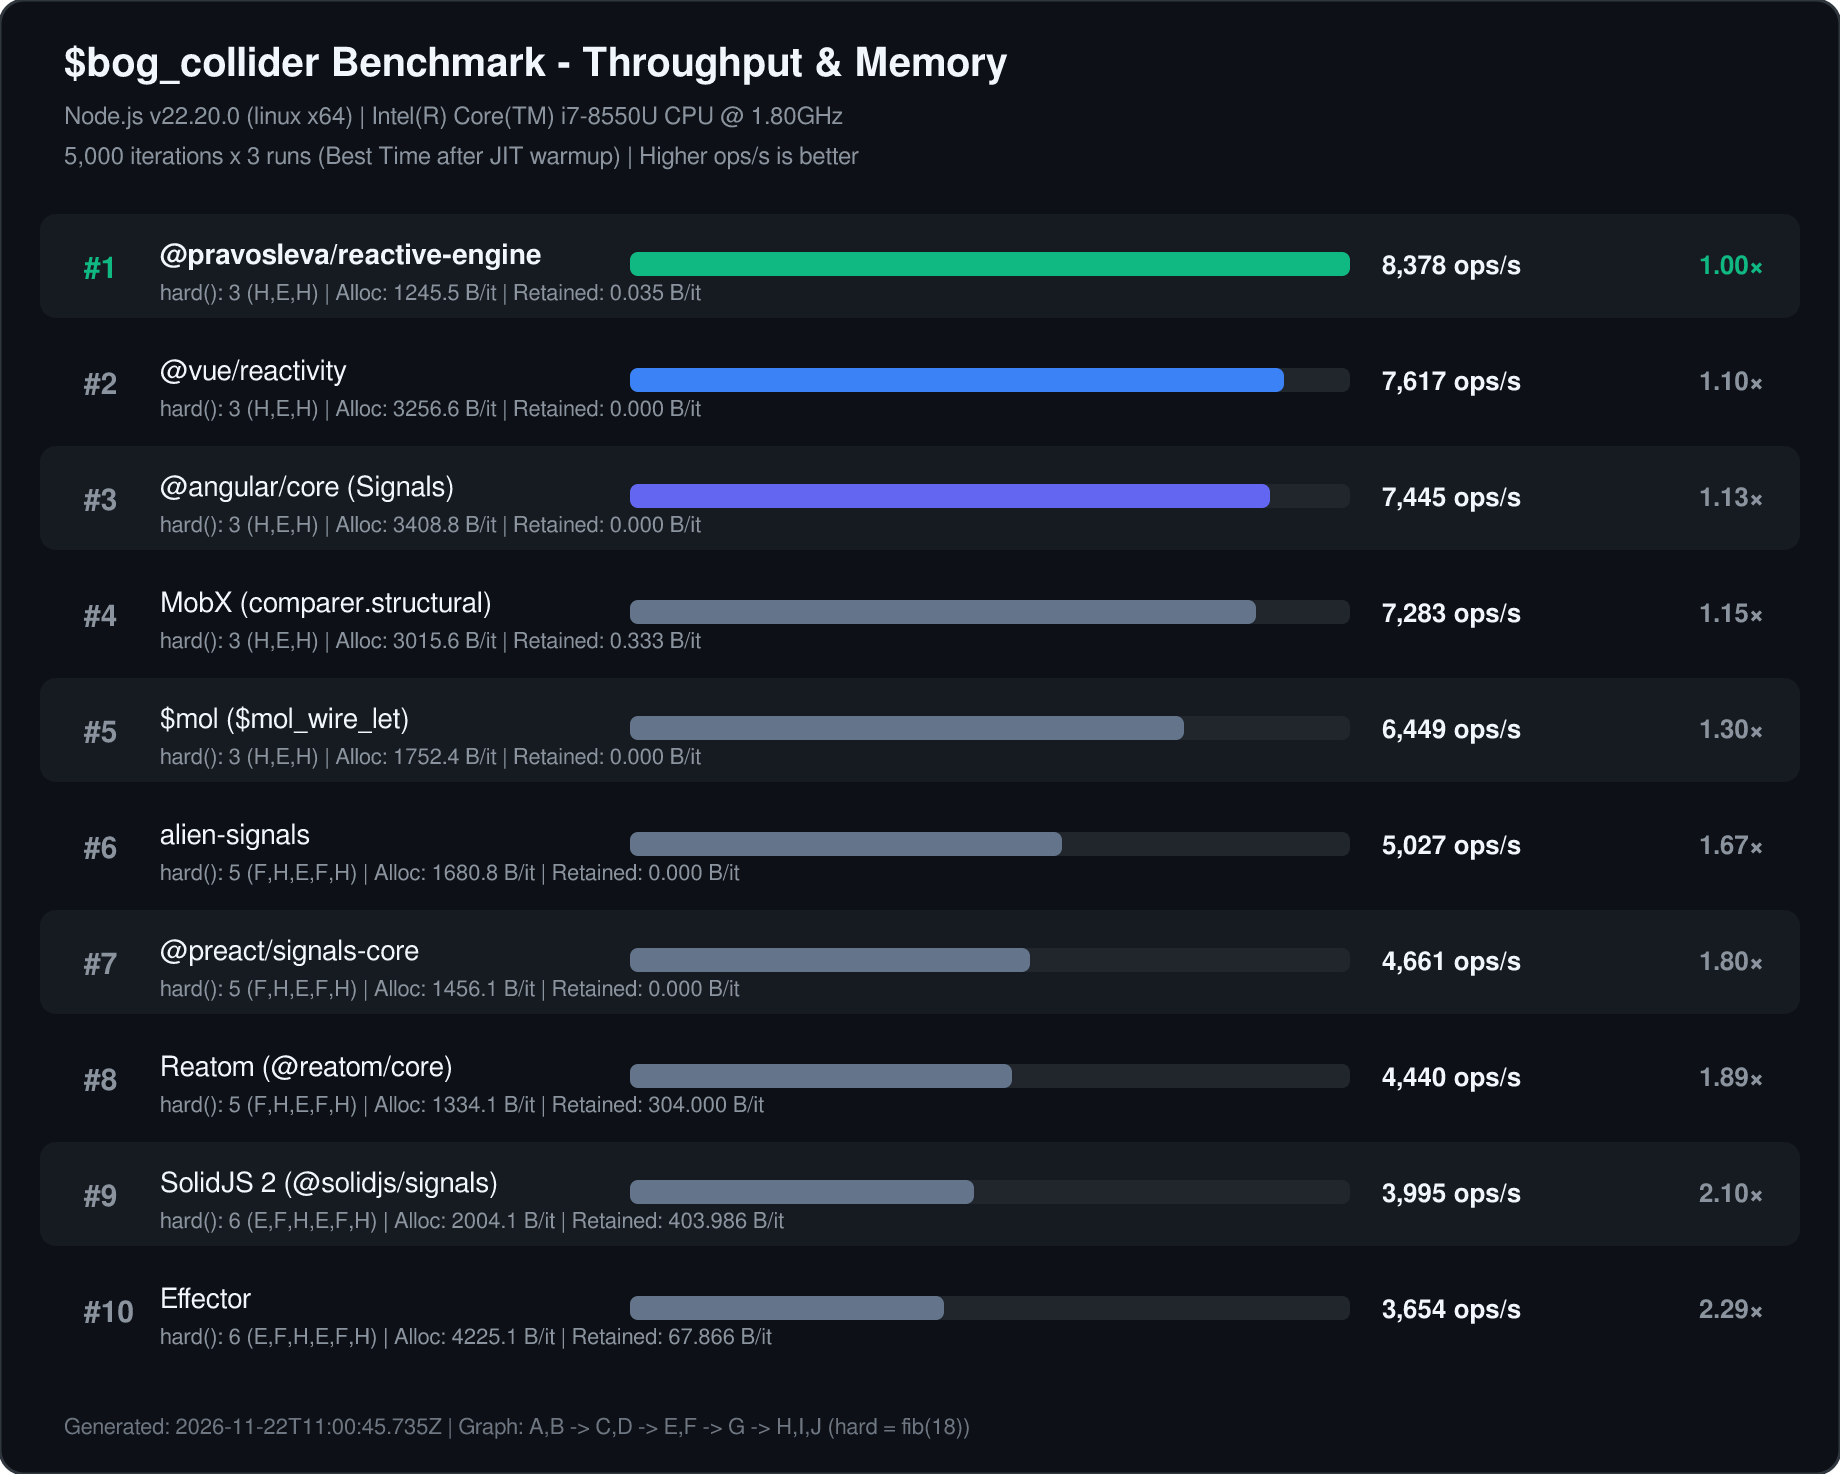 $bog_collider Benchmark - Throughput & Memory
Node.js v22.20.0 (linux x64) | Intel(R) Core(TM) i7-8550U CPU @ 1.80GHz
5,000 iterations x 3 runs (Best Time after JIT warmup) | Higher ops/s is better
#1 @pravosleva/reactive-engine 8,378 ops/s 1.00×
hard(): 3 (H,E,H) | Alloc: 1245.5 B/it | Retained: 0.035 B/it
#2 @vue/reactivity 7,617 ops/s 1.10×
hard(): 3 (H,E,H) | Alloc: 3256.6 B/it | Retained: 0.000 B/it
#3 @angular/core (Signals) 7,445 ops/s 1.13×
hard(): 3 (H,E,H) | Alloc: 3408.8 B/it | Retained: 0.000 B/it
#4 MobX (comparer.structural) 7,283 ops/s 1.15×
hard(): 3 (H,E,H) | Alloc: 3015.6 B/it | Retained: 0.333 B/it
#5 $mol ($mol_wire_let) 6,449 ops/s 1.30×
hard(): 3 (H,E,H) | Alloc: 1752.4 B/it | Retained: 0.000 B/it
#6 alien-signals 5,027 ops/s 1.67×
hard(): 5 (F,H,E,F,H) | Alloc: 1680.8 B/it | Retained: 0.000 B/it
#7 @preact/signals-core 4,661 ops/s 1.80×
hard(): 5 (F,H,E,F,H) | Alloc: 1456.1 B/it | Retained: 0.000 B/it
#8 Reatom (@reatom/core) 4,440 ops/s 1.89×
hard(): 5 (F,H,E,F,H) | Alloc: 1334.1 B/it | Retained: 304.000 B/it
#9 SolidJS 2 (@solidjs/signals) 3,995 ops/s 2.10×
hard(): 6 (E,F,H,E,F,H) | Alloc: 2004.1 B/it | Retained: 403.986 B/it
#10 Effector 3,654 ops/s 2.29×
hard(): 6 (E,F,H,E,F,H) | Alloc: 4225.1 B/it | Retained: 67.866 B/it
Generated: 2026-11-22T11:00:45.735Z | Graph: A,B -> C,D -> E,F -> G -> H,I,J (hard = fib(18))